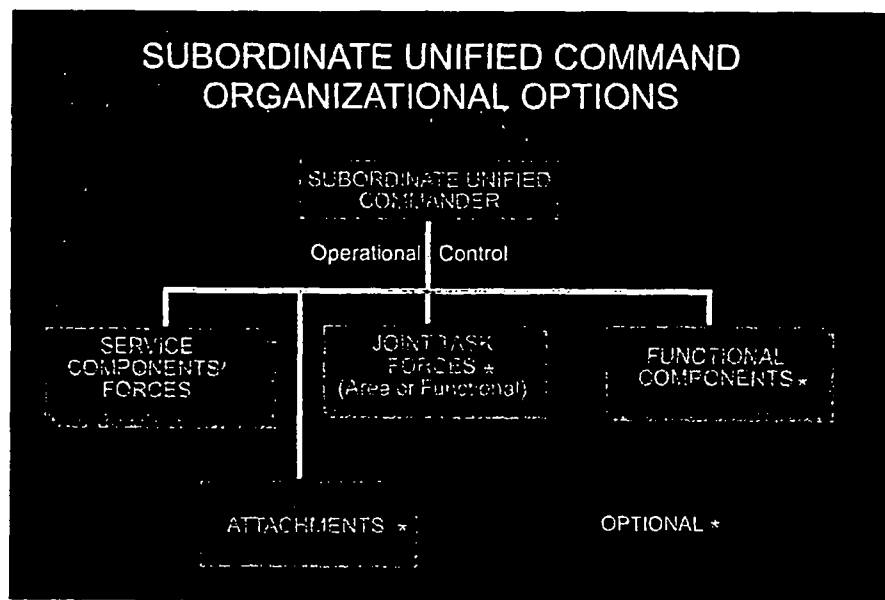 SUBORDINATE UNIFIED COMMAND
ORGANIZATIONAL OPTIONS
SUBORDINATE UNIFIED
COMMANDER
Operational Control
SERVICE
COMPONENTS/
FORCES
JOINT TASK
FORCES *
(Area or Functional)
FUNCTIONAL
COMPONENTS *
ATTACHMENTS *
OPTIONAL *